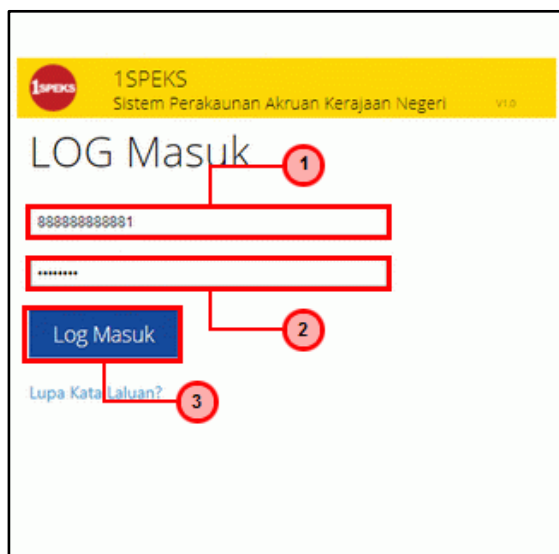 1SPEKS
1SPEKS
Sistem Perakaunan Akruan Kerajaan Negeri V1.0
LOG Masuk
1
888888888881
••••••••
2
Log Masuk
Lupa Kata Laluan?
3